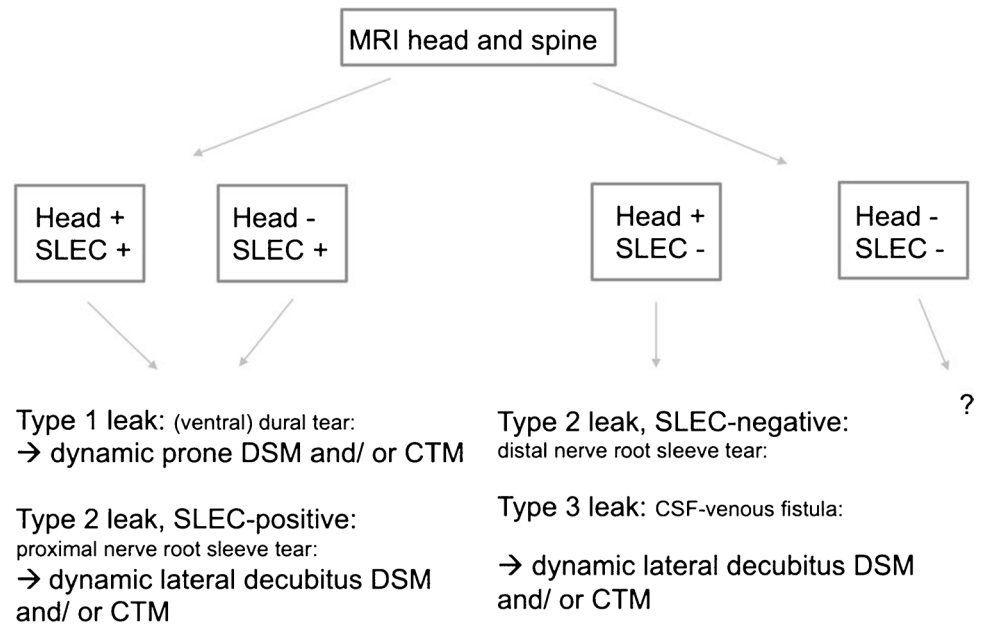 MRI head and spine
Head +
SLEC +
Head -
SLEC +
Head +
SLEC -
Head -
SLEC -
Type 1 leak: (ventral) dural tear:
→ dynamic prone DSM and/ or CTM
Type 2 leak, SLEC-positive:
proximal nerve root sleeve tear:
→ dynamic lateral decubitus DSM
and/ or CTM
Type 2 leak, SLEC-negative:
distal nerve root sleeve tear:
Type 3 leak: CSF-venous fistula:
→ dynamic lateral decubitus DSM
and/ or CTM
?